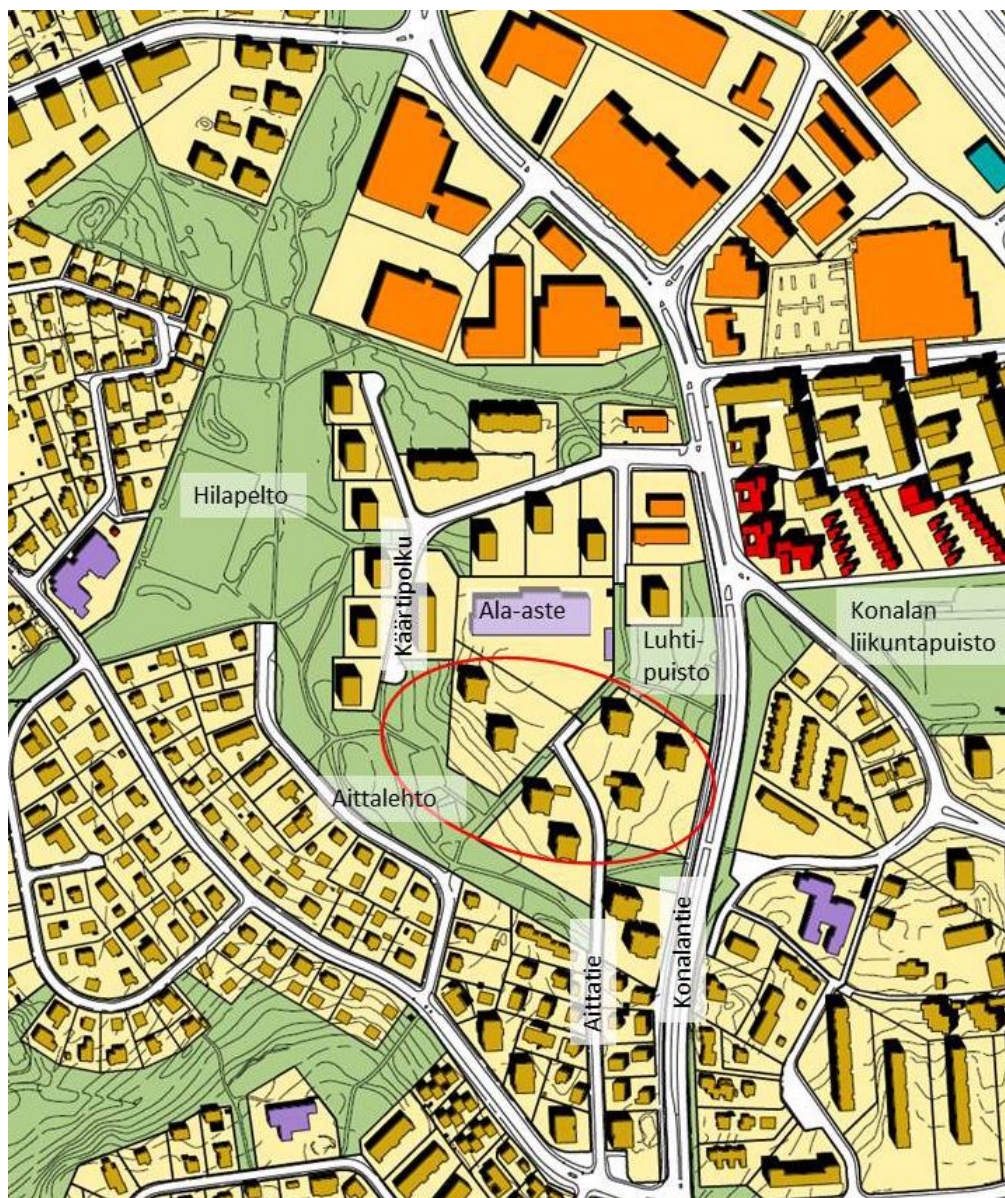 Hilapelto
Käärtipolku
Ala-aste
Luhti-
puisto
Konalan
liikuntapuisto
Aittalehto
Aittatie
Konalantie